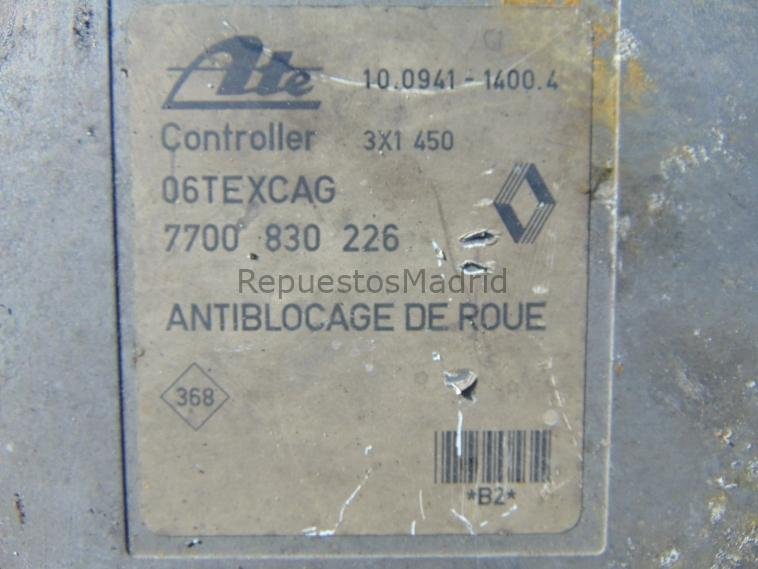 Ate 10.0941-1400.4
Controller 3X1 450
06TEXCAG
7700 830 226
RepuestosMadrid
ANTIBLOCAGE DE ROUE
368
*B2*